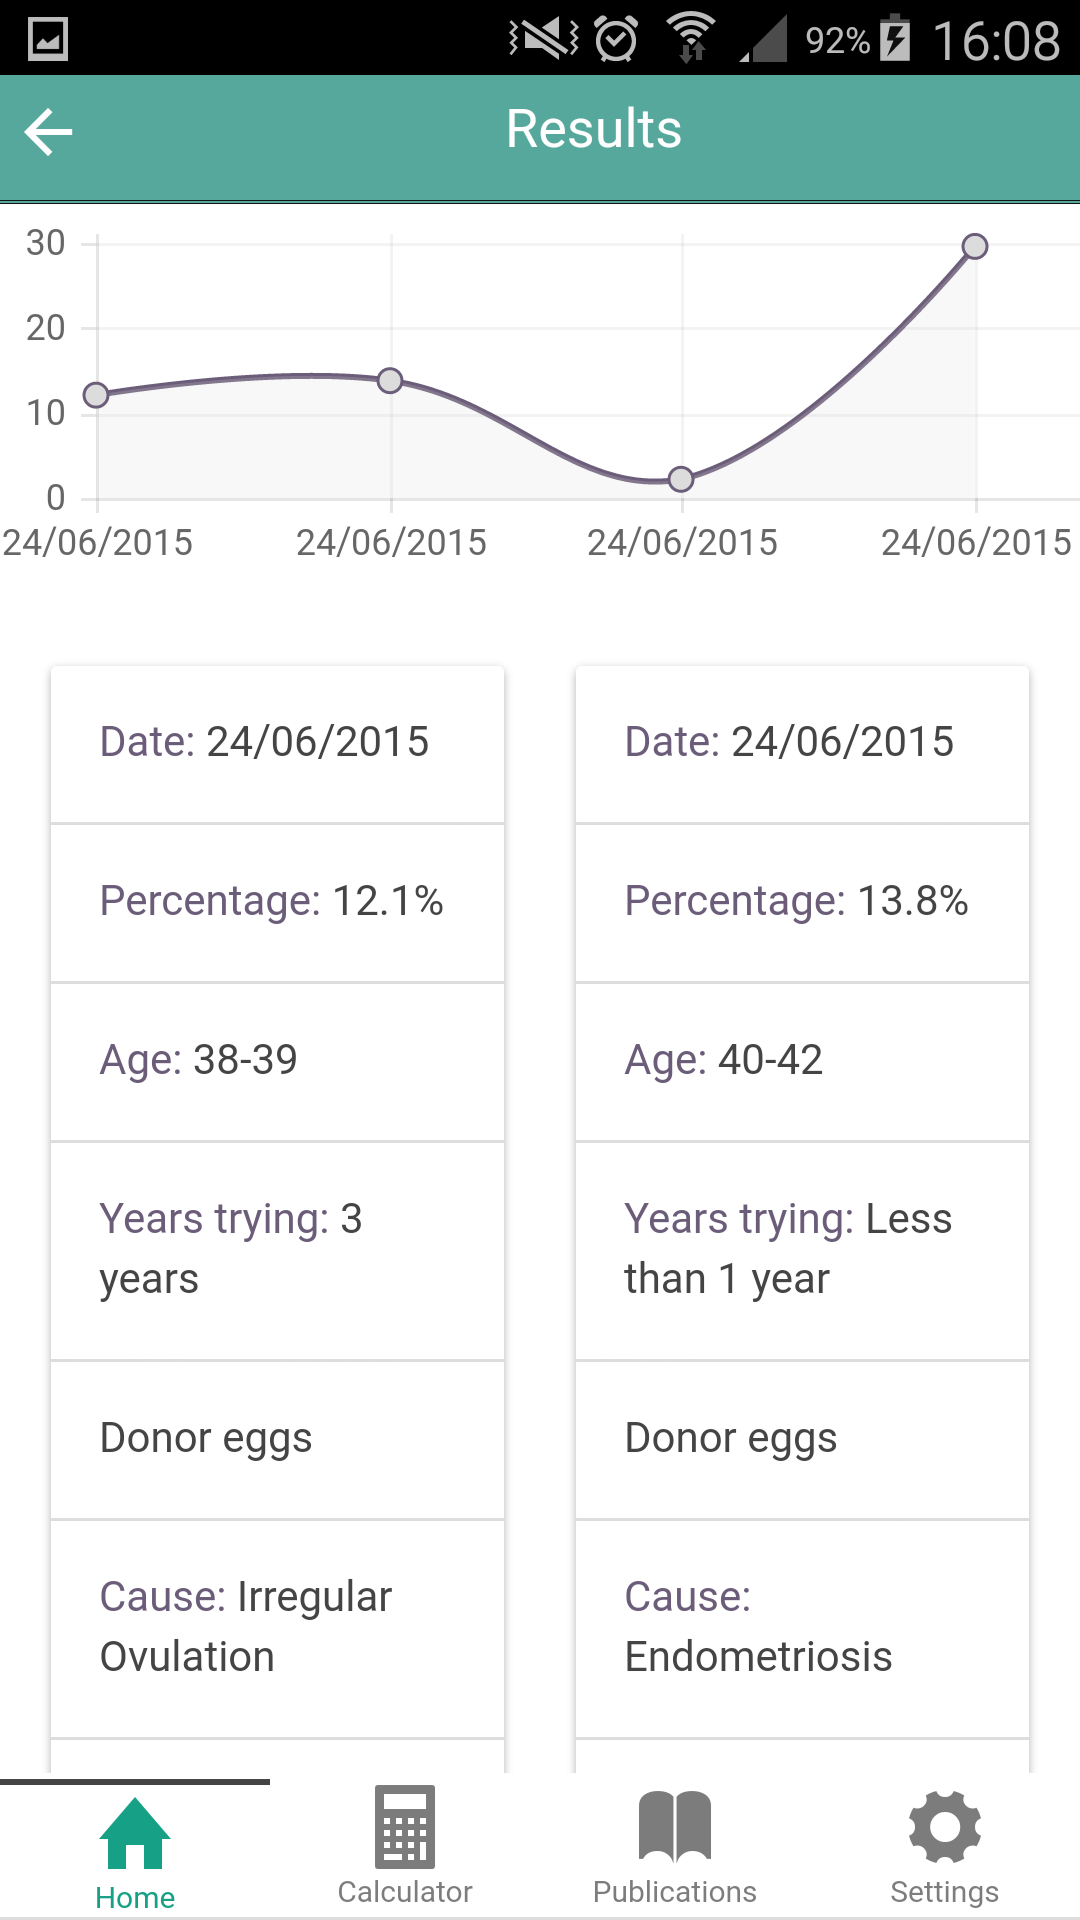 92% 16:08
Results
30
20
10
0
24/06/2015 24/06/2015 24/06/2015 24/06/2015
Date: 24/06/2015
Percentage: 12.1%
Age: 38-39
Years trying: 3
years
Donor eggs
Cause: Irregular
Ovulation
Date: 24/06/2015
Percentage: 13.8%
Age: 40-42
Years trying: Less
than 1 year
Donor eggs
Cause:
Endometriosis
Home Calculator Publications Settings